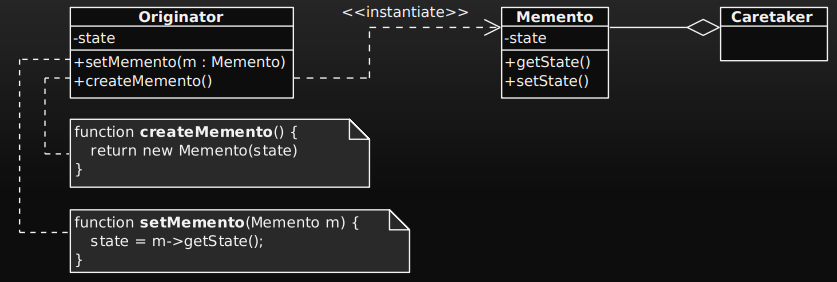 Originator
-state
+setMemento(m : Memento)
+createMemento()
<<instantiate>>
Memento
-state
+getState()
+setState()
Caretaker
function createMemento() {
return new Memento(state)
}
function setMemento(Memento m) {
state = m->getState();
}